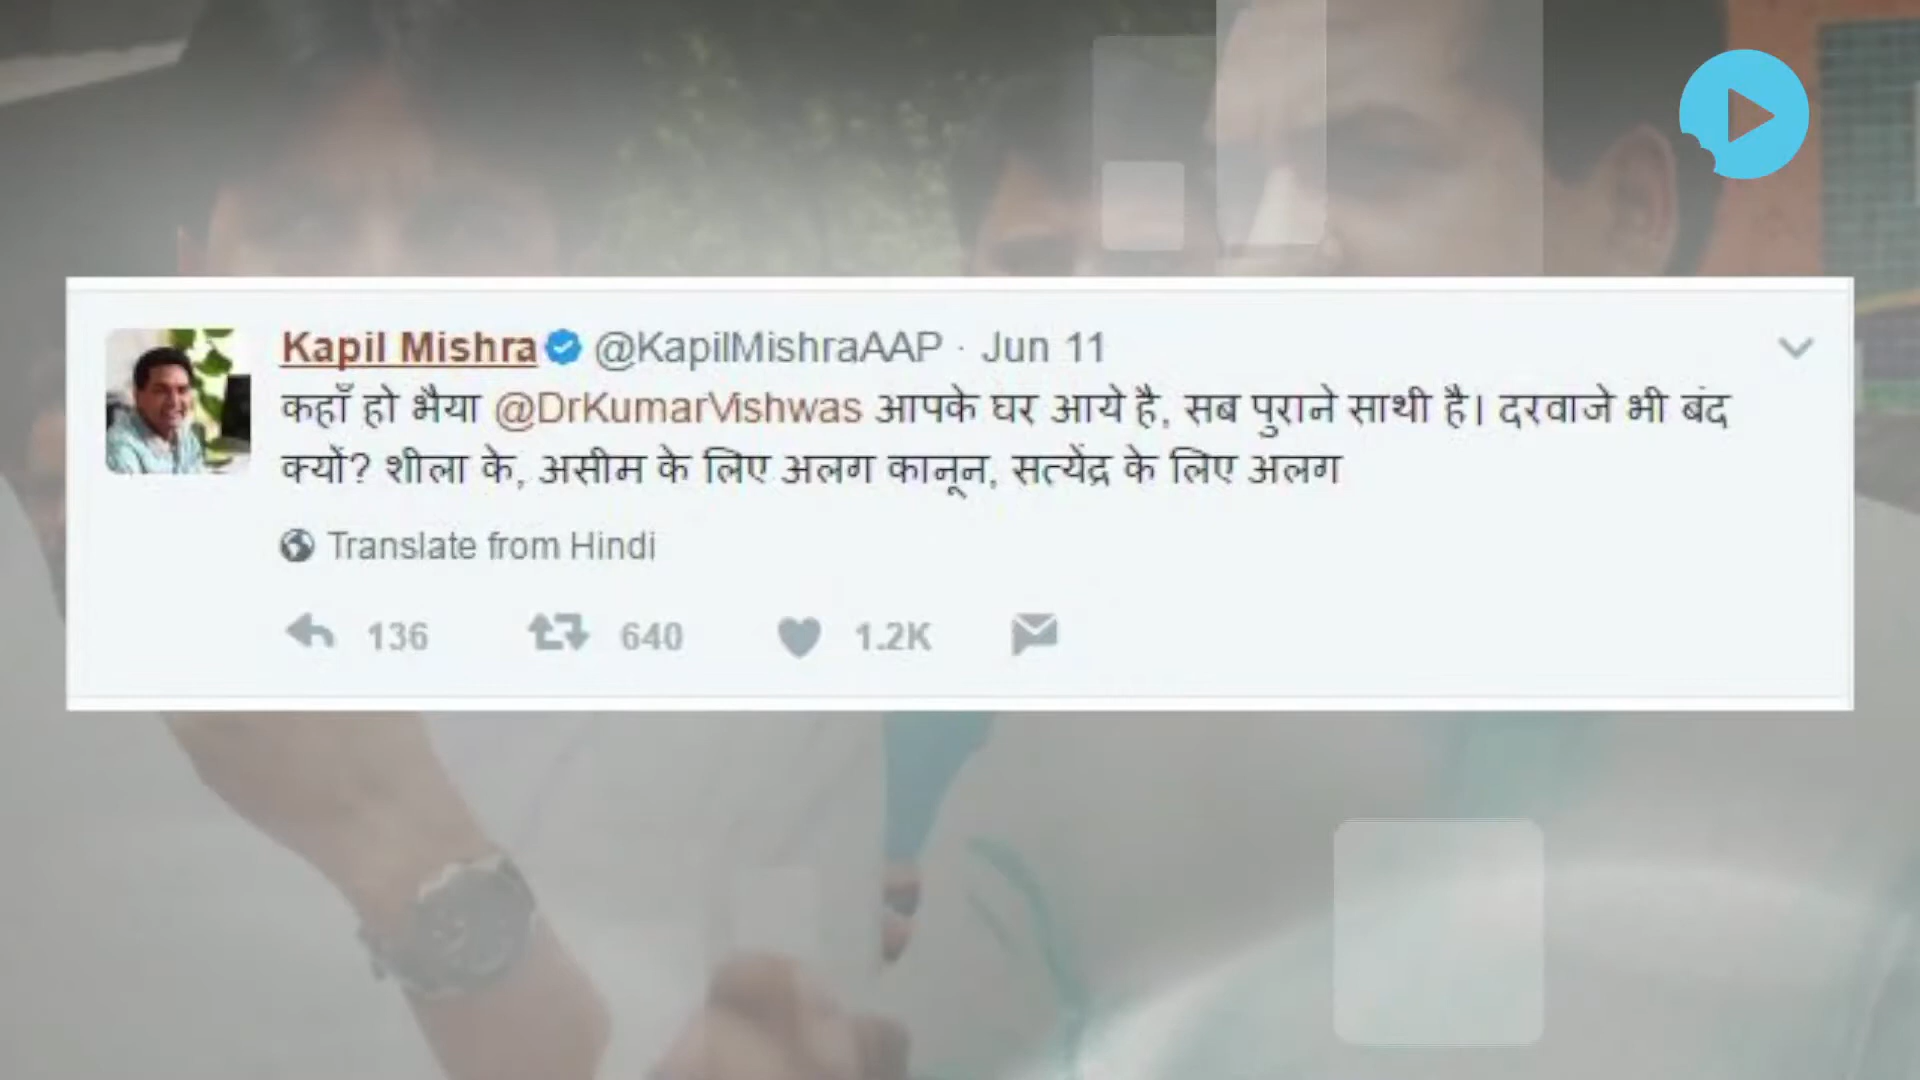 Kapil Mishra @KapilMishraAAP · Jun 11
कहाँ हो भैया @DrKumarVishwas आपके घर आये है, सब पुराने साथी है। दरवाजे भी बंद
क्यों? शीला के, असीम के लिए अलग कानून, सत्येंद्र के लिए अलग
Translate from Hindi
136 640 1.2K